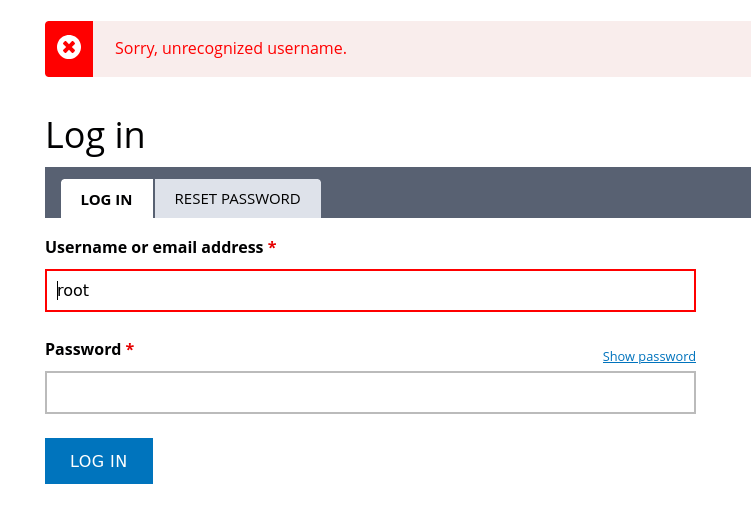 Sorry, unrecognized username.
Log in
LOG IN RESET PASSWORD
Username or email address *
root
Password *
Show password
LOG IN